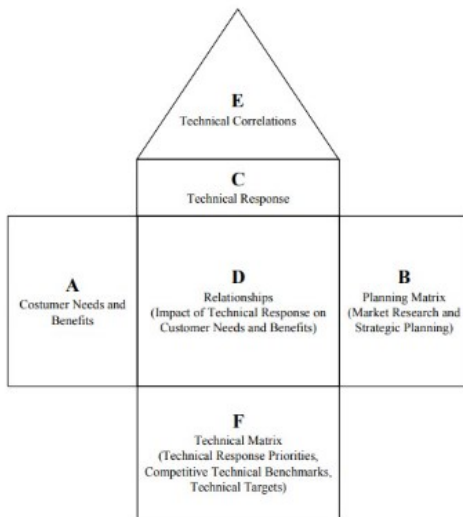 E
Technical Correlations
C
Technical Response
A
Costumer Needs and
Benefits
D
Relationships
(Impact of Technical Response on
Customer Needs and Benefits)
B
Planning Matrix
(Market Research and
Strategic Planning)
F
Technical Matrix
(Technical Response Priorities,
Competitive Technical Benchmarks,
Technical Targets)